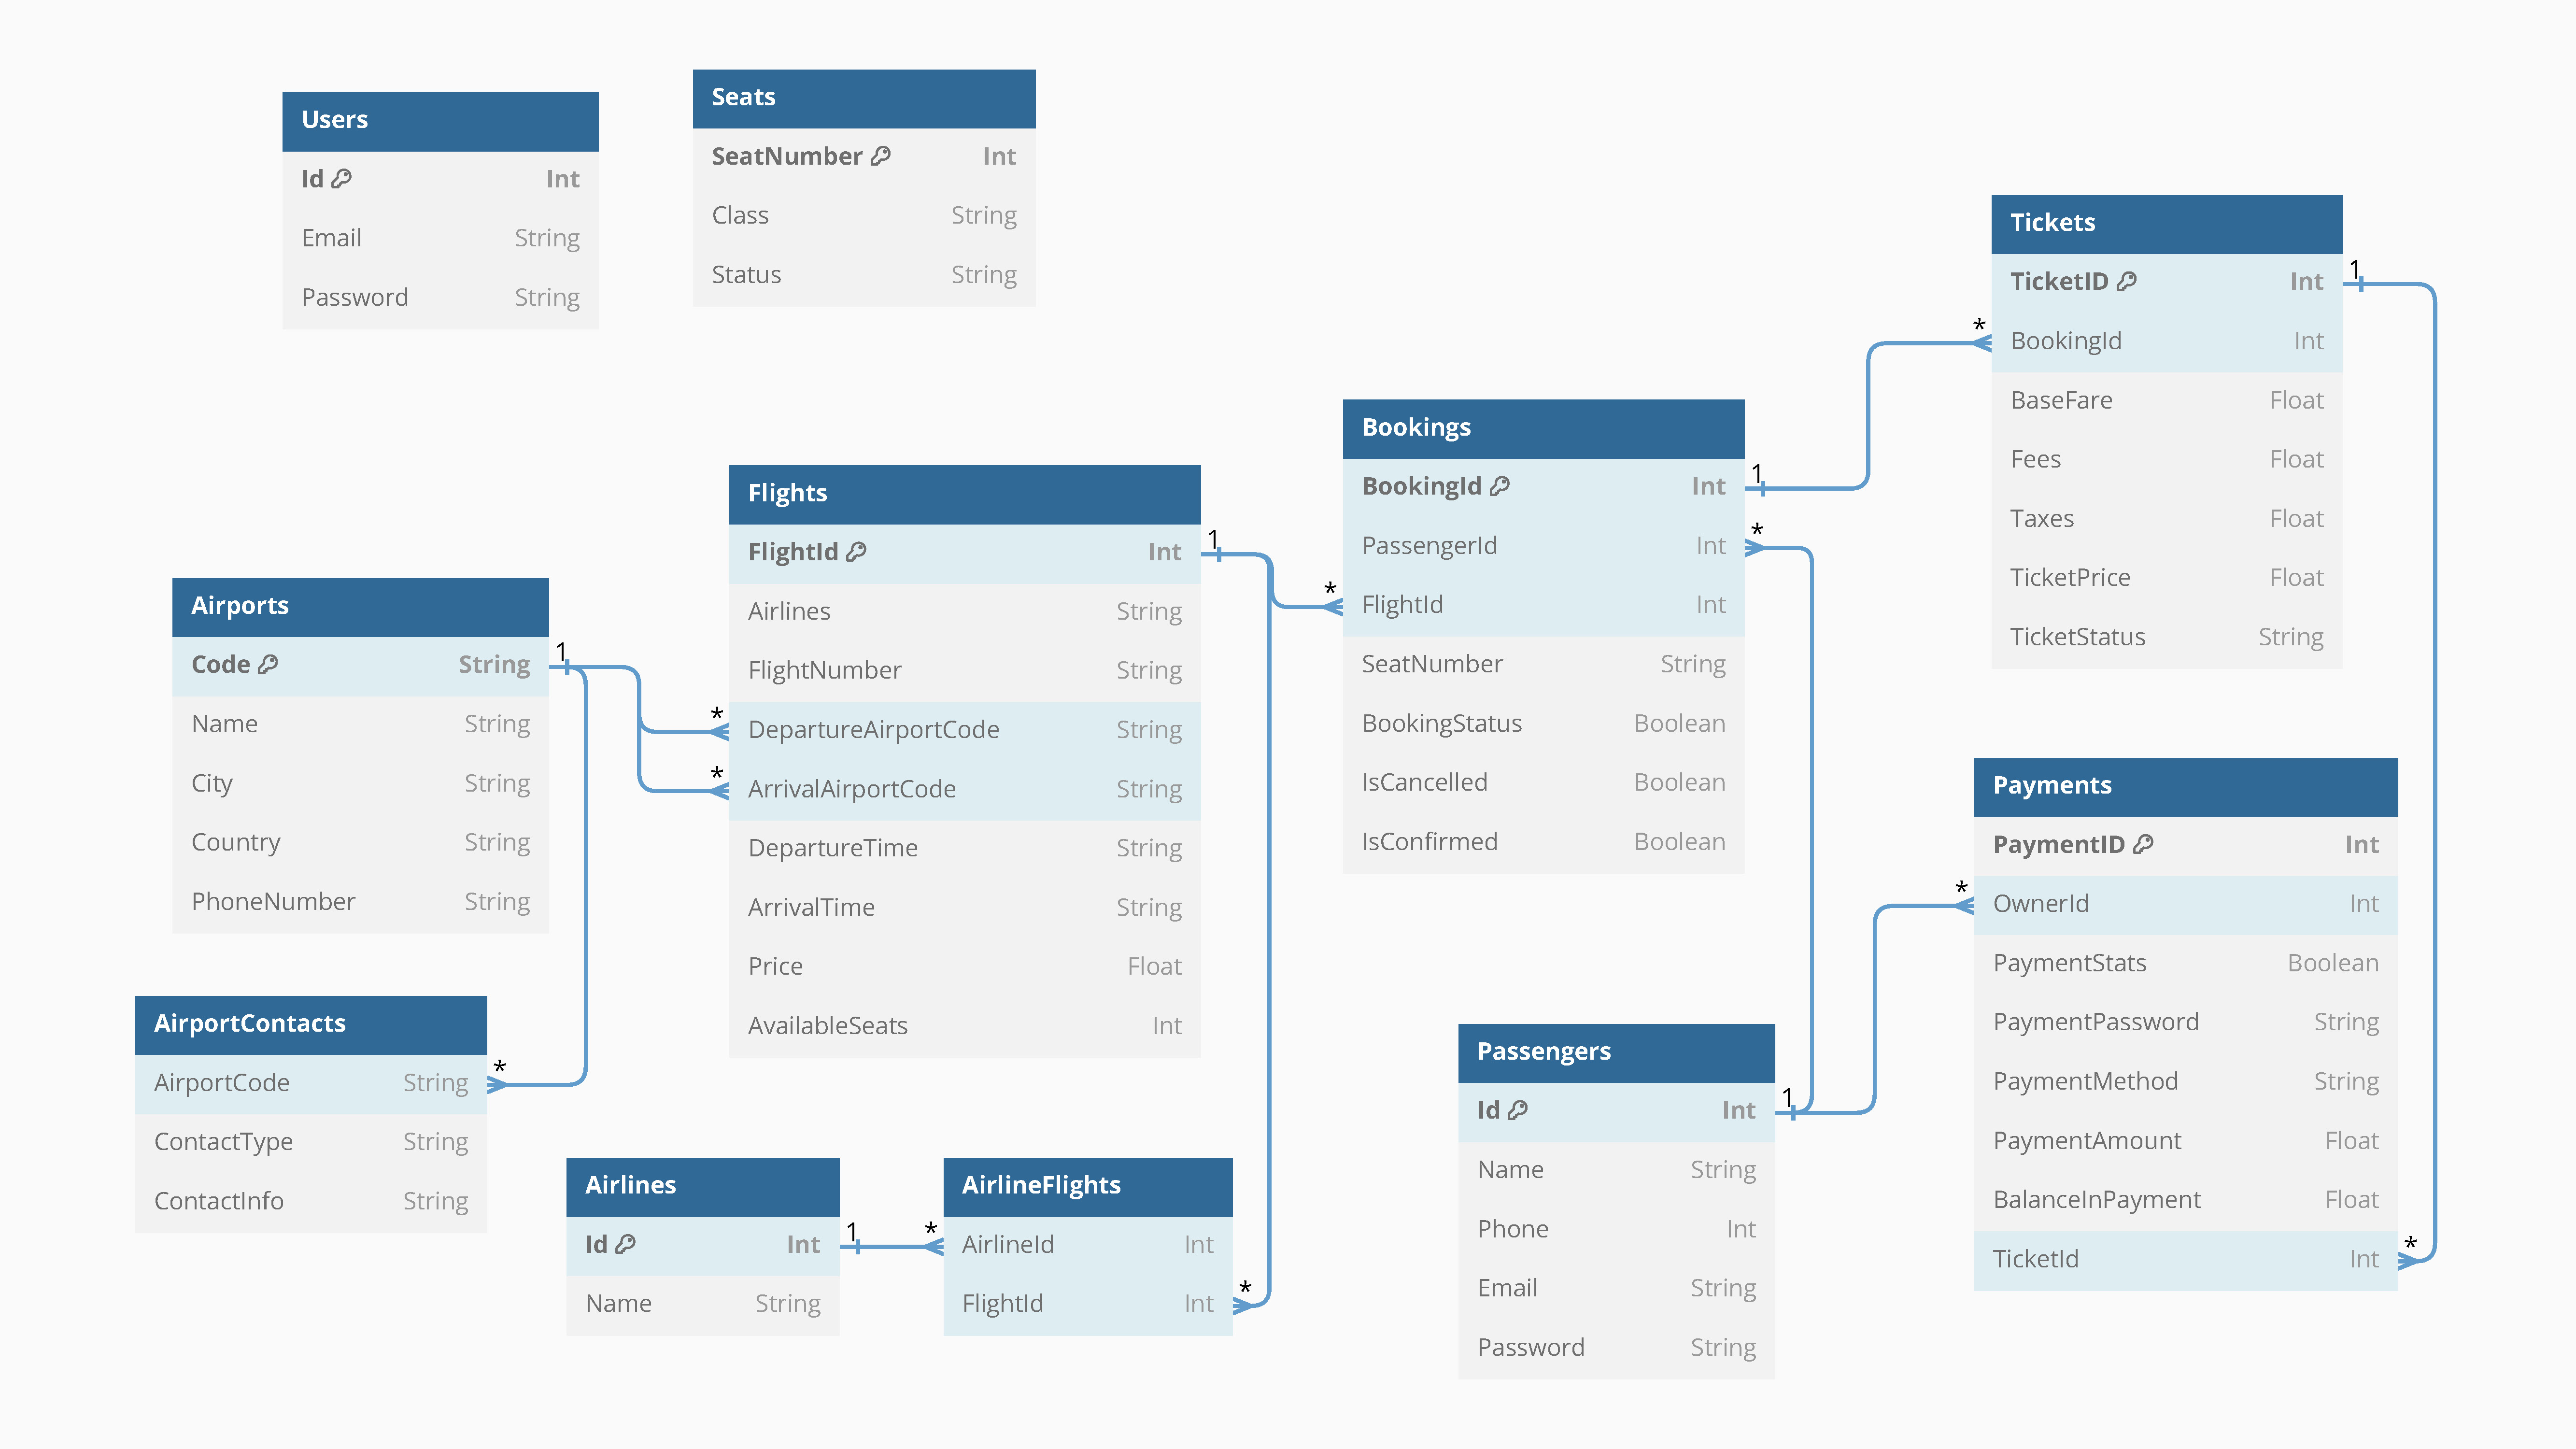 Users
Id Int
Email String
Password String
Seats
SeatNumber Int
Class String
Status String
Tickets
TicketID Int 1
* BookingId Int
BaseFare Float
Fees Float
Taxes Float
TicketPrice Float
TicketStatus String
Bookings
BookingId Int 1
PassengerId Int *
* FlightId Int
SeatNumber String
BookingStatus Boolean
IsCancelled Boolean
IsConfirmed Boolean
Flights
FlightId Int 1
Airlines String
FlightNumber String
* DepartureAirportCode String
* ArrivalAirportCode String
DepartureTime String
ArrivalTime String
Price Float
AvailableSeats Int
Airports
Code String 1
Name String
City String
Country String
PhoneNumber String
Payments
PaymentID Int
* OwnerId Int
PaymentStats Boolean
PaymentPassword String
PaymentMethod String
PaymentAmount Float
BalanceInPayment Float
TicketId Int *
AirportContacts
AirportCode String *
ContactType String
ContactInfo String
Passengers
Id Int 1
Name String
Phone Int
Email String
Password String
Airlines
Id Int 1
Name String
AirlineFlights
* AirlineId Int
FlightId Int *